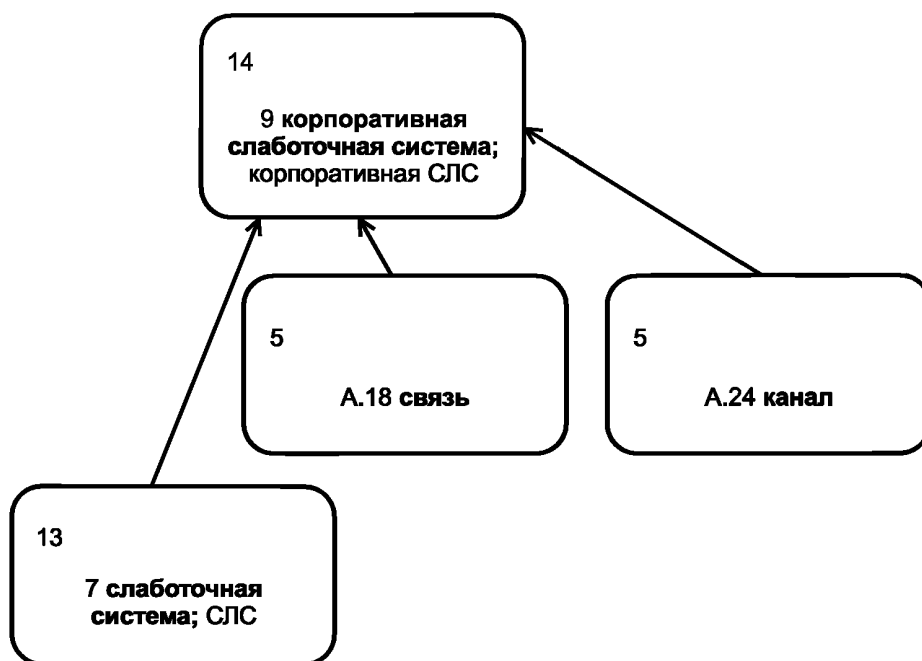 14
9 корпоративная
слаботочная система;
корпоративная СЛС
5
А.18 связь
5
А.24 канал
13
7 слаботочная
система; СЛС